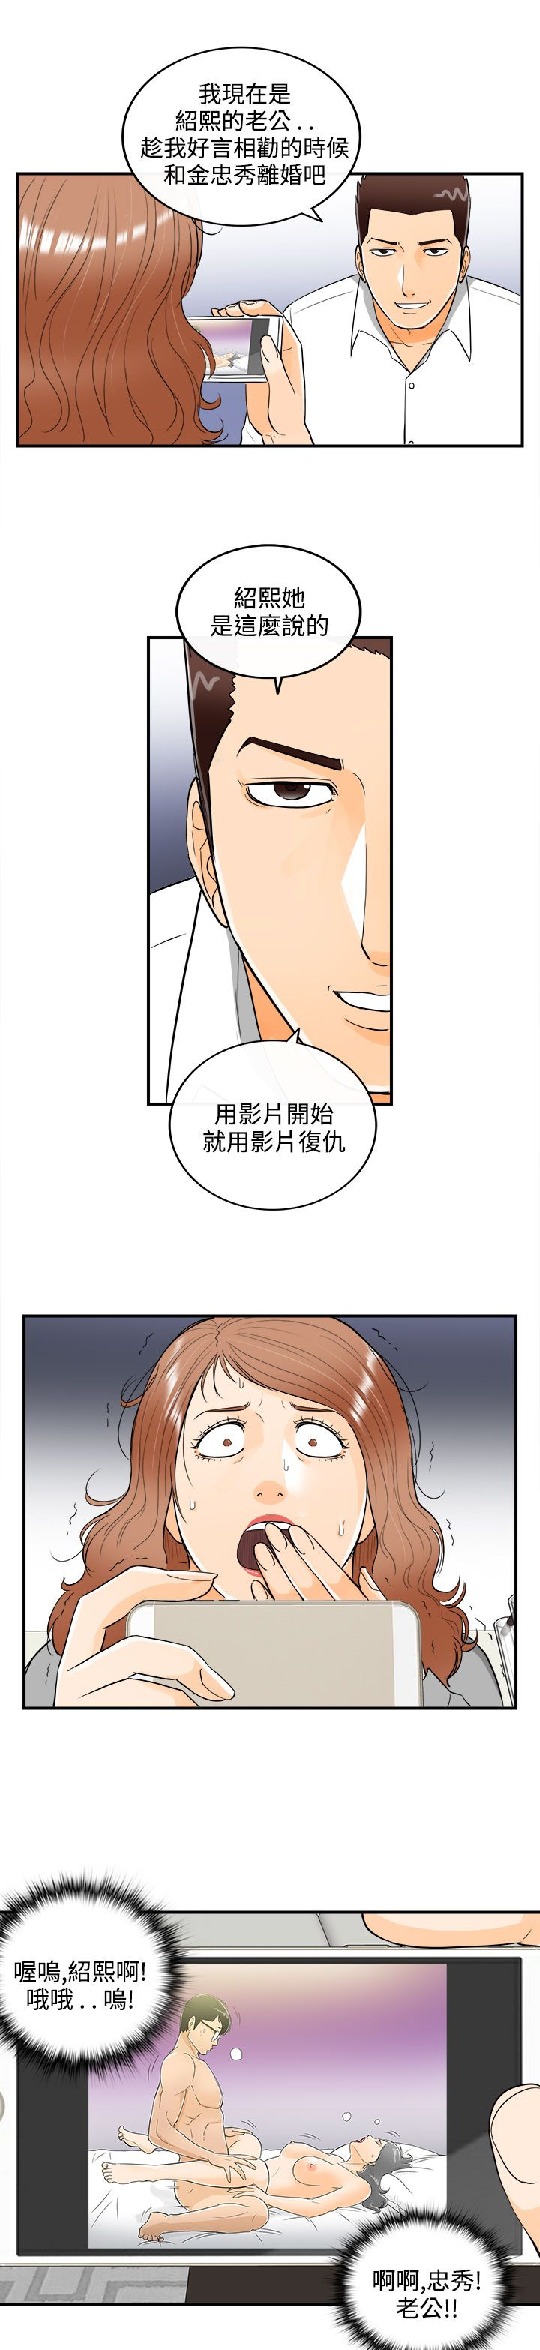 我現在是
紹熙的老公..
趁我好言相勸的時候
和金忠秀離婚吧
紹熙她
是這麼說的
用影片開始
就用影片復仇
喔嗚,紹熙啊!
哦哦..嗚!
啊啊,忠秀!
老公!!